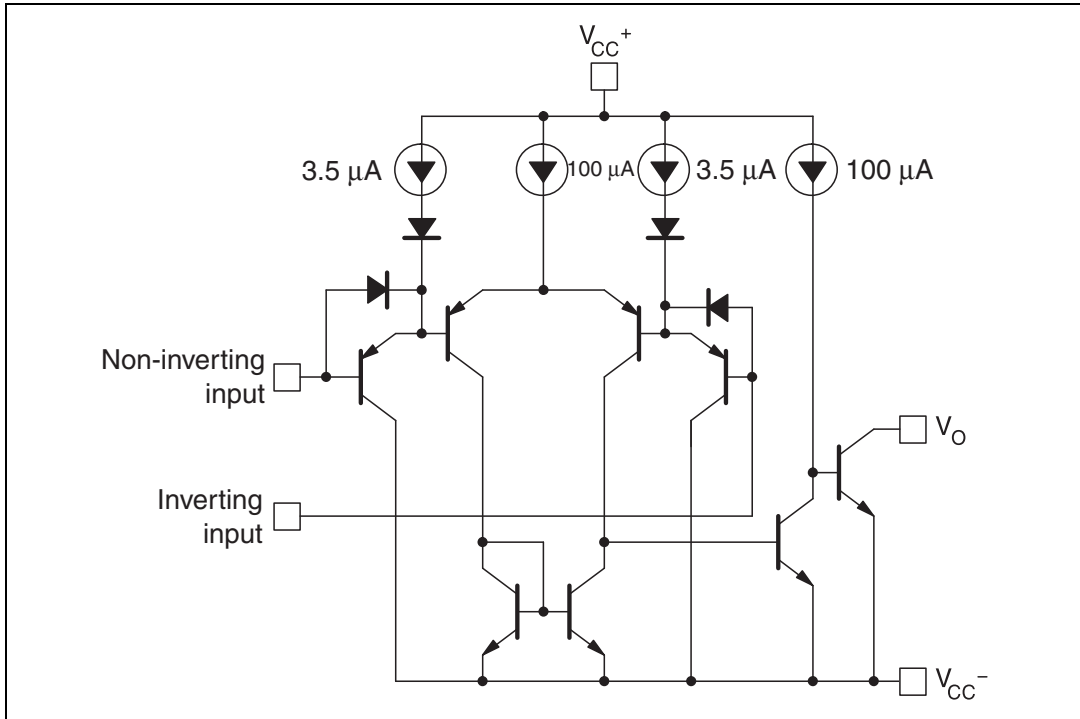 V_CC⁺
3.5 μA
100 μA
3.5 μA
100 μA
Non-inverting
input
V_O
Inverting
input
V_CC⁻